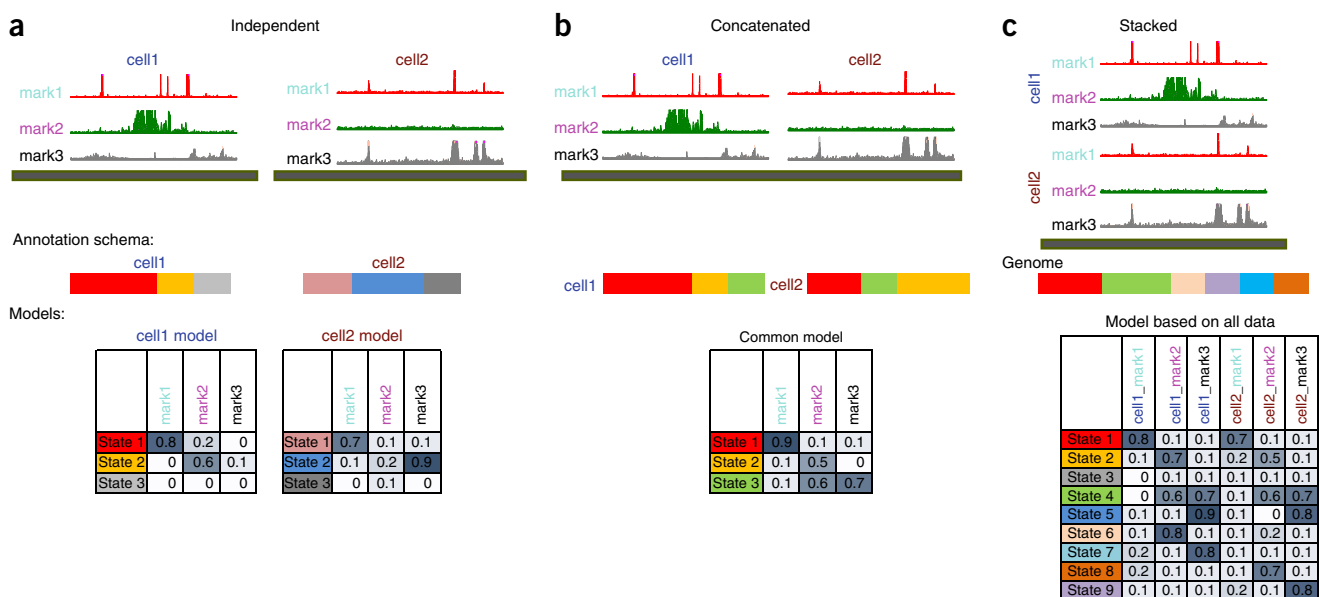 a
Independent
cell1
cell2
mark1
mark2
mark3
mark1
mark2
mark3
Annotation schema:
cell1
cell2
Models:
cell1 model
mark1 mark2 mark3
State 1 0.8 0.2 0
State 2 0 0.6 0.1
State 3 0 0 0
cell2 model
mark1 mark2 mark3
State 1 0.7 0.1 0.1
State 2 0.1 0.2 0.9
State 3 0 0.1 0
b
Concatenated
cell1
cell2
mark1
mark2
mark3
cell1
cell2
Common model
mark1 mark2 mark3
State 1 0.9 0.1 0.1
State 2 0.1 0.5 0
State 3 0.1 0.6 0.7
c
Stacked
cell1
mark1
mark2
mark3
cell2
mark1
mark2
mark3
Genome
Model based on all data
cell1_mark1 cell1_mark2 cell1_mark3 cell2_mark1 cell2_mark2 cell2_mark3
State 1 0.8 0.1 0.1 0.7 0.1 0.1
State 2 0.1 0.7 0.1 0.2 0.5 0.1
State 3 0 0.1 0.1 0.1 0.1 0.1
State 4 0 0.6 0.7 0.1 0.6 0.7
State 5 0.1 0.1 0.9 0.1 0 0.8
State 6 0.1 0.8 0.1 0.1 0.2 0.1
State 7 0.2 0.1 0.8 0.1 0.1 0.1
State 8 0.2 0.1 0.1 0.1 0.7 0.1
State 9 0.1 0.1 0.1 0.2 0.1 0.8